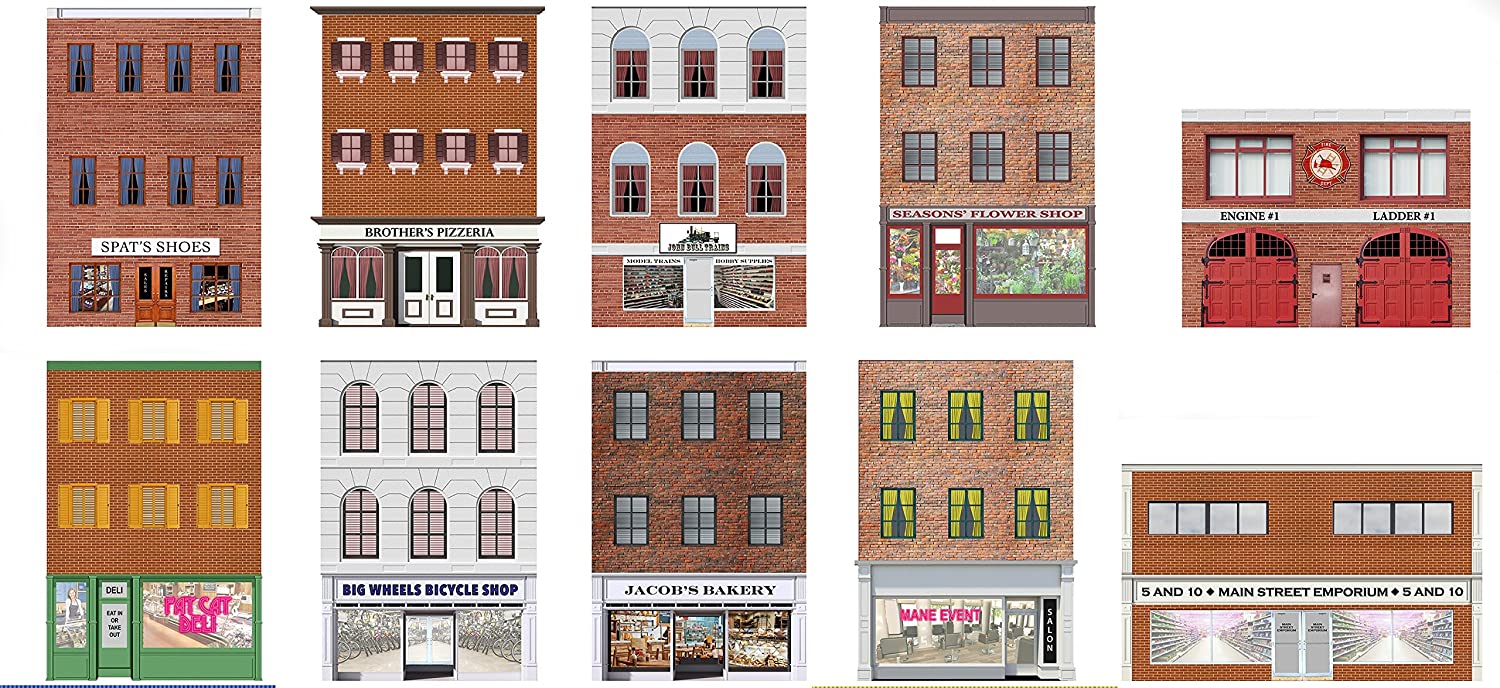 SPAT'S SHOES
SALES
REPAIRS
BROTHER'S PIZZERIA
JOHN BULL TRAINS
MODEL TRAINS
HOBBY SUPPLIES
SEASONS' FLOWER SHOP
FIRE
DEPT
ENGINE #1
LADDER #1
DELI
EAT IN
OR
TAKE
OUT
FAT CAT
DELI
BIG WHEELS BICYCLE SHOP
JACOB'S BAKERY
MANE EVENT
SALON
5 AND 10 ◆ MAIN STREET EMPORIUM ◆ 5 AND 10
MAIN
STREET
EMPORIUM
MAIN
STREET
EMPORIUM